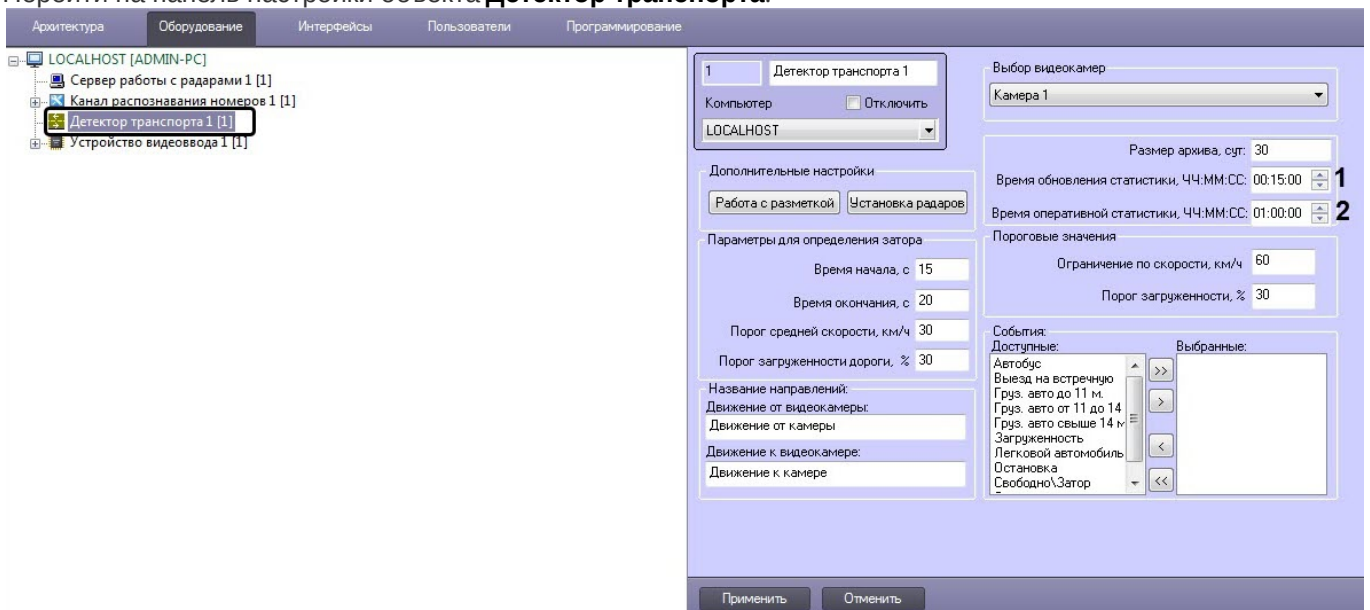 Перейти на панель настройки объекта Детектор транспорта.
Архитектура Оборудование Интерфейсы Пользователи Программирование
LOCALHOST [ADMIN-PC]
Сервер работы с радарами 1 [1]
Канал распознавания номеров 1 [1]
Детектор транспорта 1 [1]
Устройство видеоввода 1 [1]
1 Детектор транспорта 1
Компьютер Отключить
LOCALHOST
Дополнительные настройки
Работа с разметкой Установка радаров
Параметры для определения затора
Время начала, с 15
Время окончания, с 20
Порог средней скорости, км/ч 30
Порог загруженности дороги, % 30
Название направлений:
Движение от видеокамеры:
Движение от камеры
Движение к видеокамере:
Движение к камере
Выбор видеокамер
Камера 1
Размер архива, сут: 30
Время обновления статистики, ЧЧ:ММ:СС: 00:15:00 1
Время оперативной статистики, ЧЧ:ММ:СС: 01:00:00 2
Пороговые значения
Ограничение по скорости, км/ч 60
Порог загруженности, % 30
События:
Доступные: Выбранные:
Автобус
Выезд на встречную
Груз. авто до 11 м.
Груз. авто от 11 до 14
Груз. авто свыше 14 м
Загруженность
Легковой автомобиль
Остановка
Свободно\Затор
>>
>
<
<<
Применить Отменить